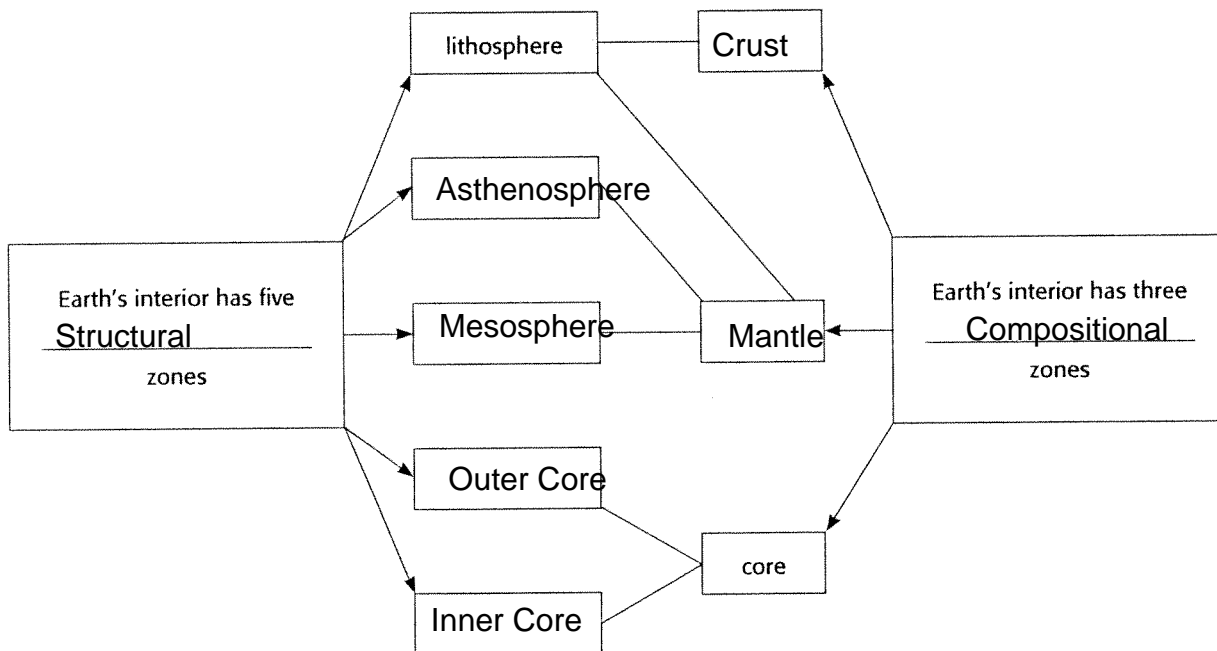 lithosphere
Crust
Asthenosphere
Earth's interior has five
Structural
zones
Mesosphere
Mantle
Earth's interior has three
Compositional
zones
Outer Core
core
Inner Core